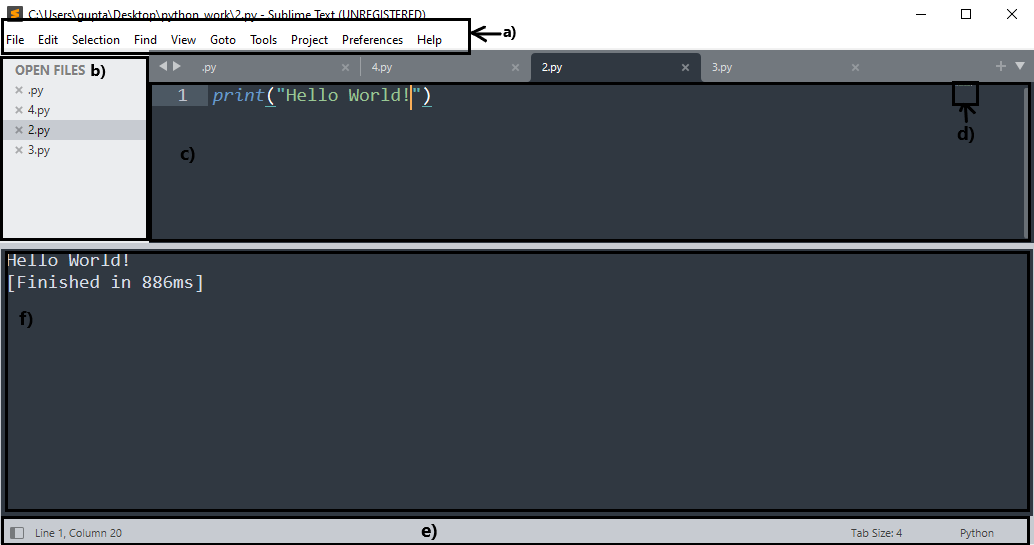 C:\Users\gupta\Desktop\python_work\2.py - Sublime Text (UNREGISTERED)
File Edit Selection Find View Goto Tools Project Preferences Help
a)
OPEN FILES b)
.py
4.py
2.py
3.py
.py 4.py 2.py 3.py
1 print("Hello World!")
c)
d)
Hello World!
[Finished in 886ms]
f)
Line 1, Column 20 e) Tab Size: 4 Python